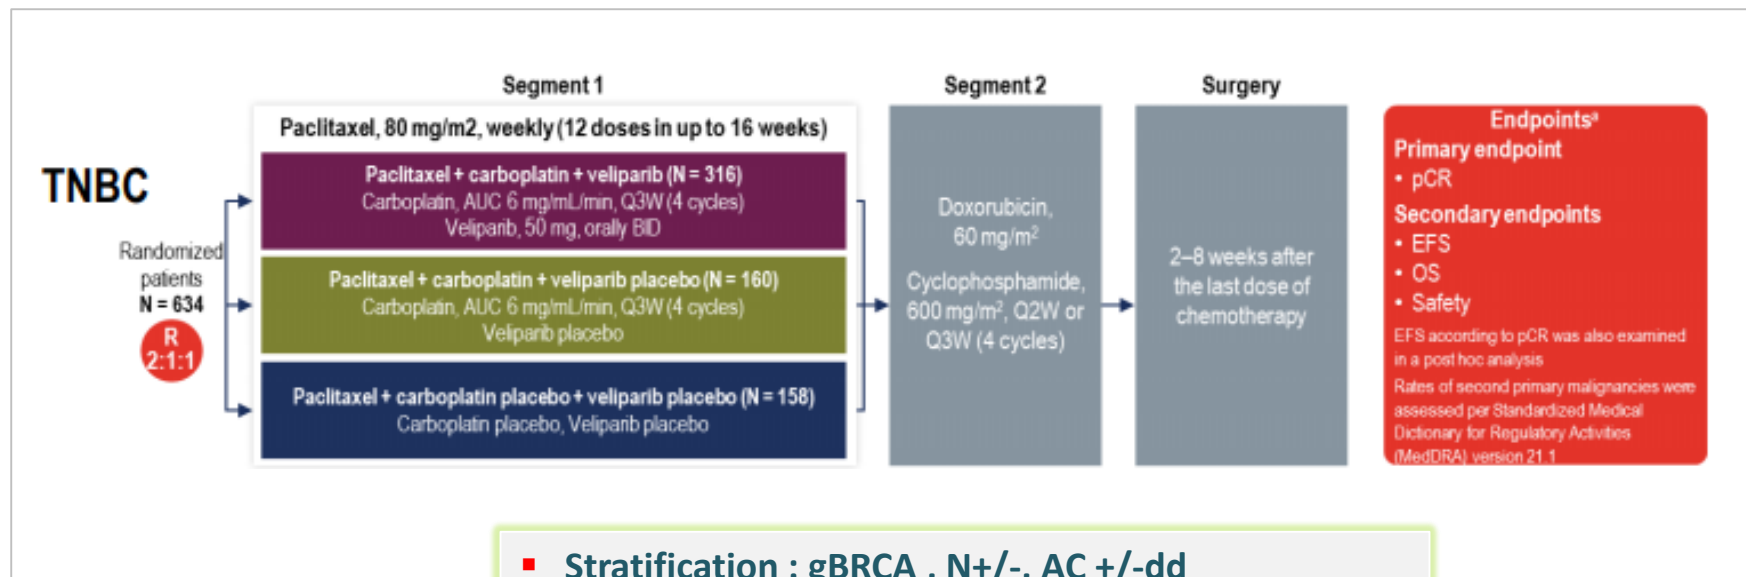 Segment 1
Segment 2
Surgery
TNBC
Randomized
patients
N = 634
R
2:1:1
Paclitaxel, 80 mg/m2, weekly (12 doses in up to 16 weeks)
Paclitaxel + carboplatin + veliparib (N = 316)
Carboplatin, AUC 6 mg/mL/min, Q3W (4 cycles)
Veliparib, 50 mg, orally BID
Paclitaxel + carboplatin + veliparib placebo (N = 160)
Carboplatin, AUC 6 mg/mL/min, Q3W (4 cycles)
Veliparib placebo
Paclitaxel + carboplatin placebo + veliparib placebo (N = 158)
Carboplatin placebo, Veliparib placebo
Doxorubicin,
60 mg/m²
Cyclophosphamide,
600 mg/m², Q2W or
Q3W (4 cycles)
2–8 weeks after
the last dose of
chemotherapy
Endpointsᵃ
Primary endpoint
• pCR
Secondary endpoints
• EFS
• OS
• Safety
EFS according to pCR was also examined
in a post hoc analysis
Rates of second primary malignancies were
assessed per Standardized Medical
Dictionary for Regulatory Activities
(MedDRA) version 21.1
▪ Stratification : gBRCA , N+/-, AC +/-dd